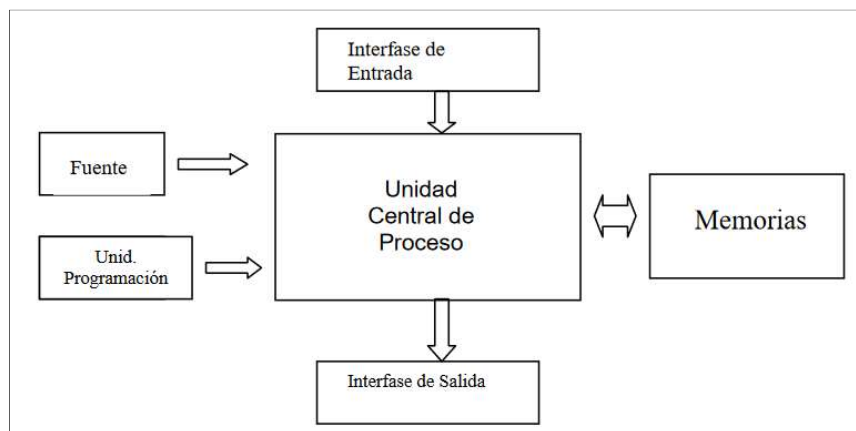 Interfase de
Entrada
Fuente
Unidad
Central de
Proceso
Memorias
Unid.
Programación
Interfase de Salida